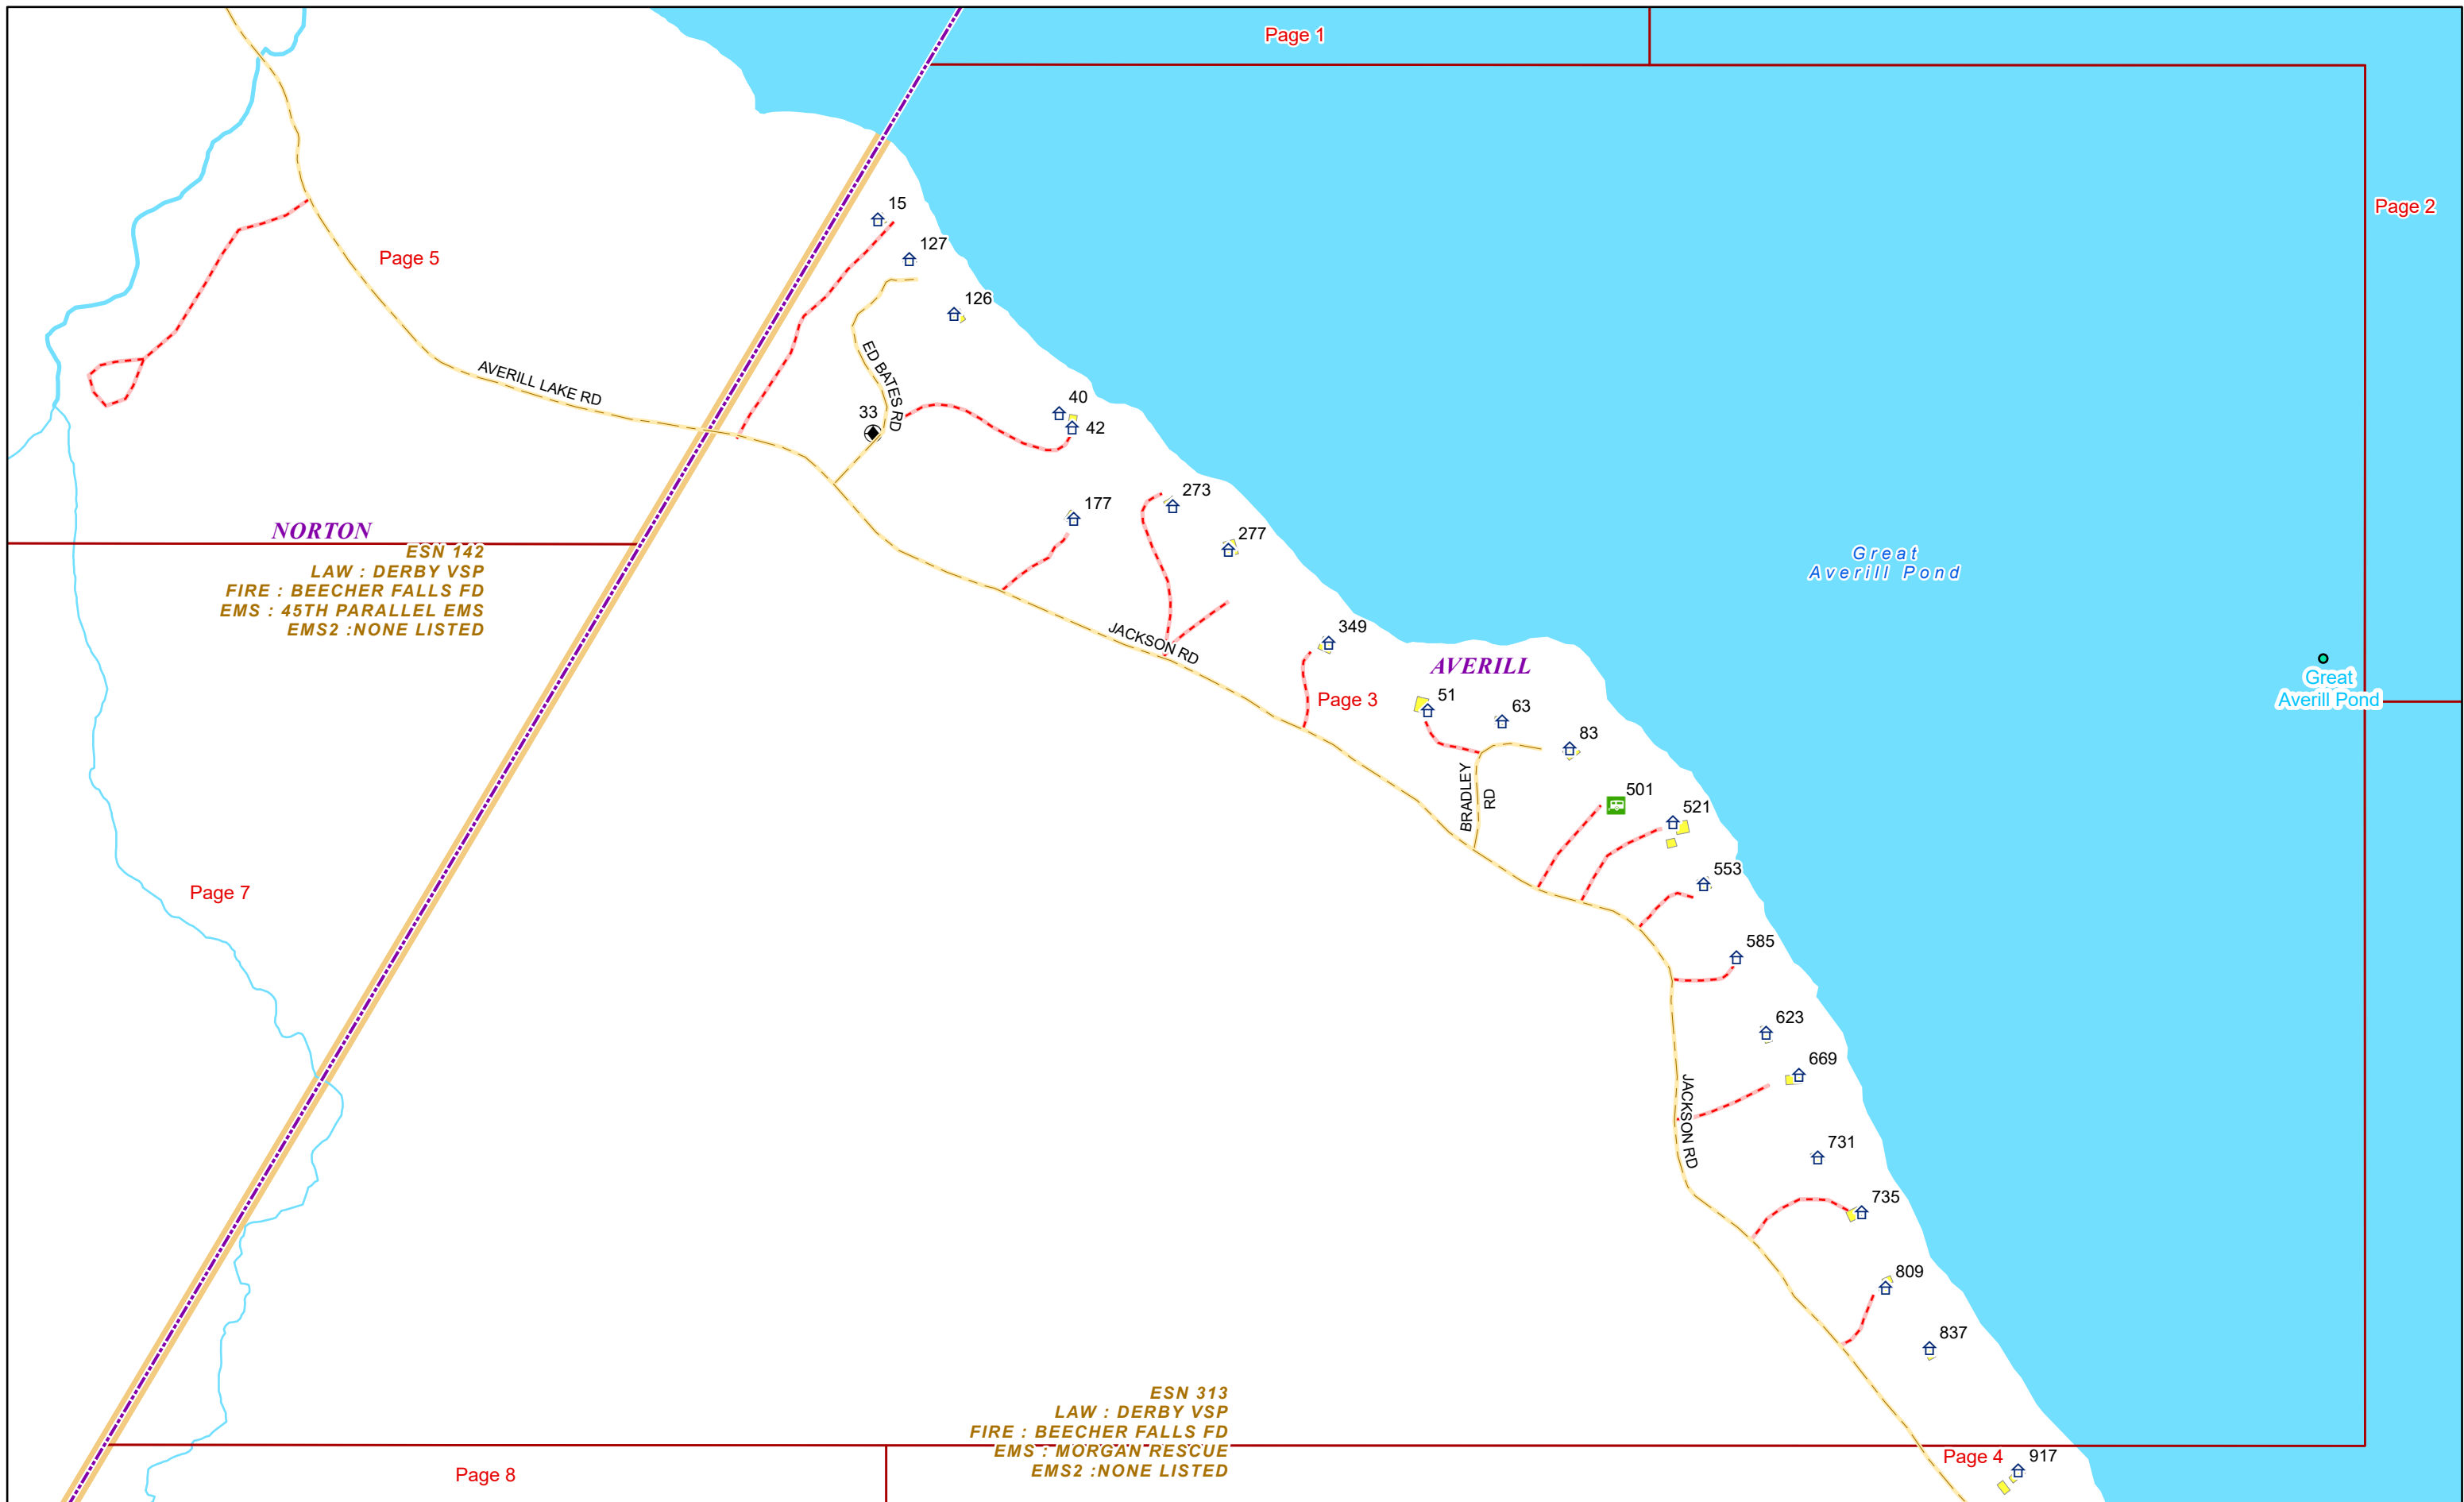 Page 1
Page 2
15
127
Page 5
126
ED BATES RD
AVERILL LAKE RD
40
33
42
273
177
NORTON
277
ESN 142
LAW : DERBY VSP
FIRE : BEECHER FALLS FD
EMS : 45TH PARALLEL EMS
EMS2 :NONE LISTED
Great
Averill Pond
349
JACKSON RD
AVERILL
Great
Averill Pond
Page 3
51
63
83
BRADLEY
RD
501
521
553
Page 7
585
623
669
JACKSON RD
731
735
809
837
ESN 313
LAW : DERBY VSP
FIRE : BEECHER FALLS FD
EMS : MORGAN RESCUE
EMS2 :NONE LISTED
Page 4
917
Page 8